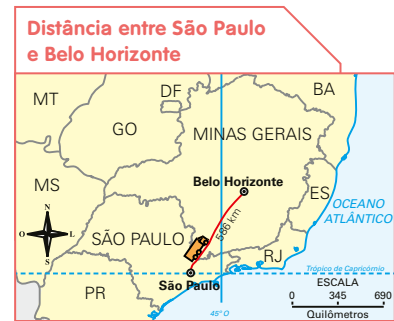 Distância entre São Paulo
e Belo Horizonte
MT
DF
BA
GO
MINAS GERAIS
MS
Belo Horizonte
ES
OCEANO
ATLÂNTICO
N
O
L
S
586 km
SÃO PAULO
RJ
Trópico de Capricórnio
São Paulo
PR
45° O
ESCALA
0 345 690
Quilômetros